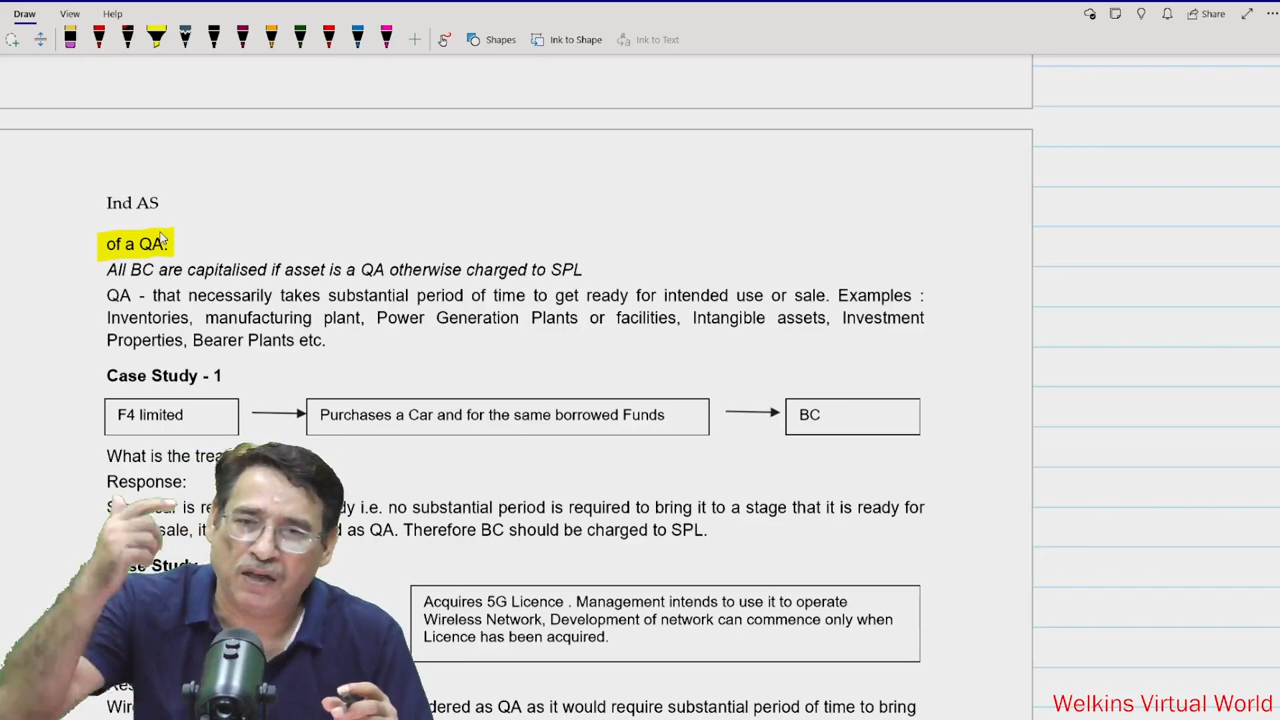 Draw View Help
Share
Shapes Ink to Shape Ink to Text
Ind AS
of a QA:
All BC are capitalised if asset is a QA otherwise charged to SPL
QA - that necessarily takes substantial period of time to get ready for intended use or sale. Examples :
Inventories, manufacturing plant, Power Generation Plants or facilities, Intangible assets, Investment
Properties, Bearer Plants etc.
Case Study - 1
F4 limited Purchases a Car and for the same borrowed Funds BC
What is the
Response:
is i.e. no substantial period is required to bring it to a stage that it is ready for
sale, as QA. Therefore BC should be charged to SPL.
Acquires 5G Licence . Management intends to use it to operate
Wireless Network, Development of network can commence only when
Licence has been acquired.
as QA as it would require substantial period of time to bring
Welkins Virtual World